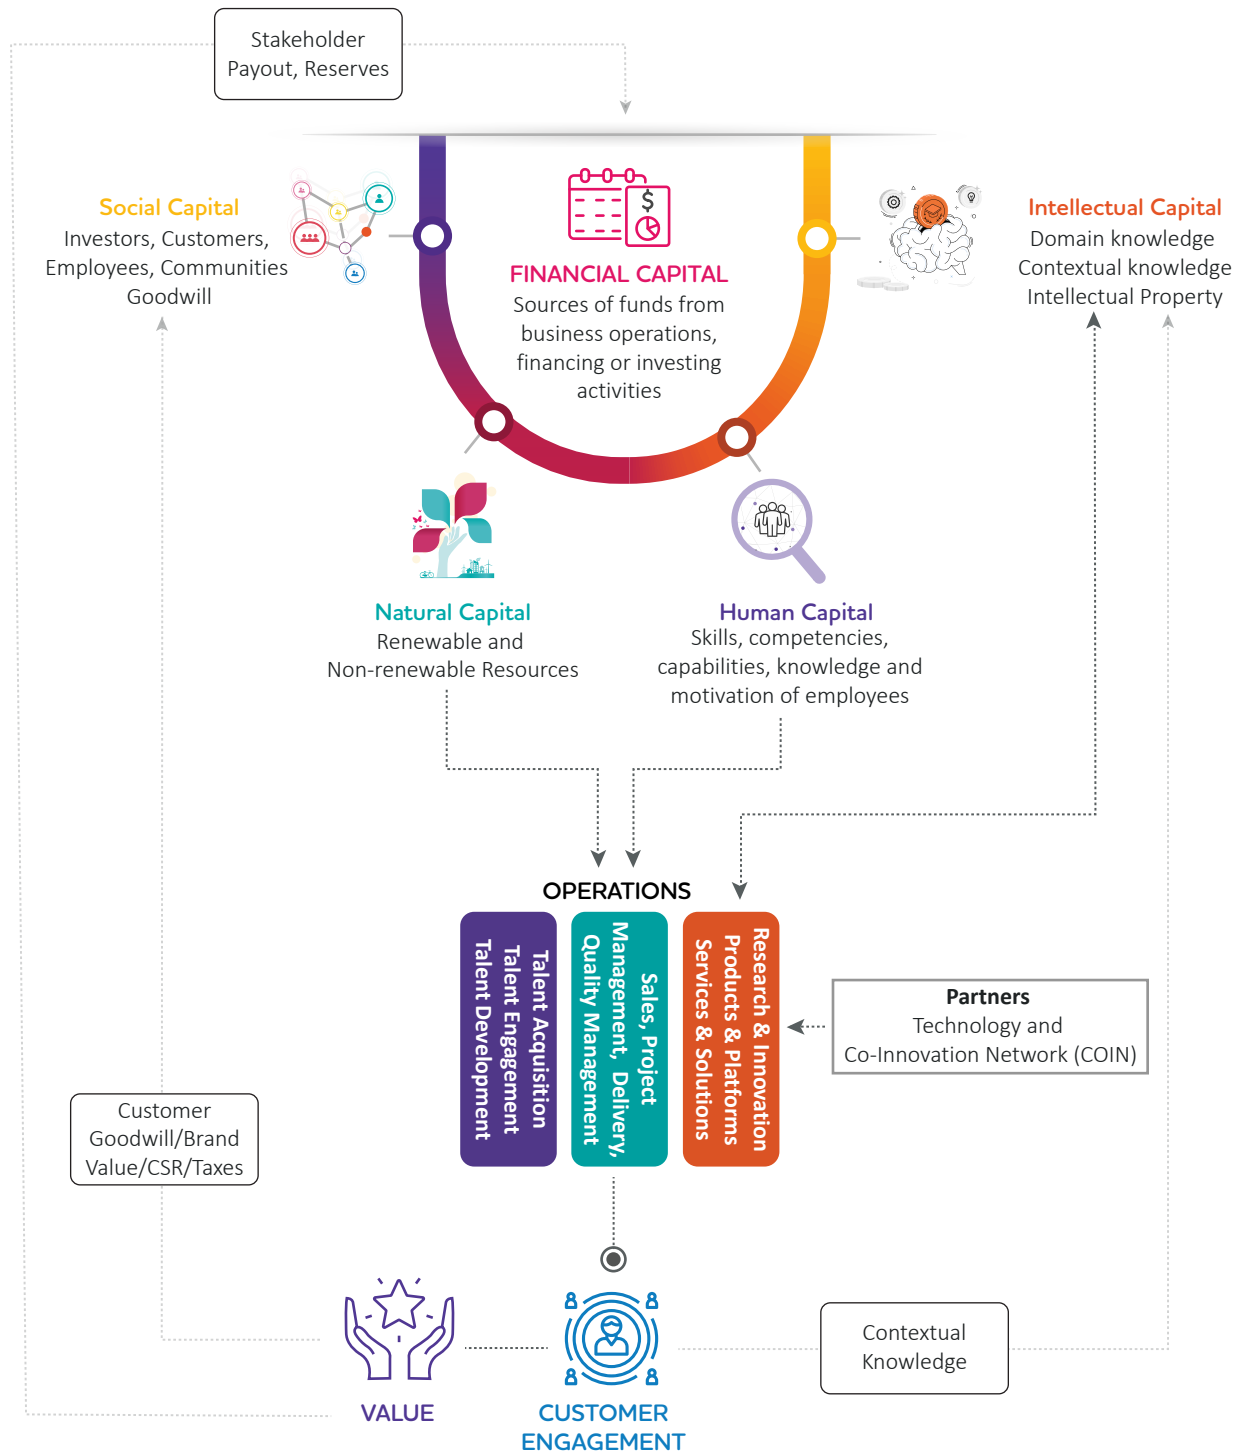 Stakeholder
Payout, Reserves
Social Capital
Investors, Customers,
Employees, Communities
Goodwill
FINANCIAL CAPITAL
Sources of funds from
business operations,
financing or investing
activities
$
Intellectual Capital
Domain knowledge
Contextual knowledge
Intellectual Property
Natural Capital
Renewable and
Non-renewable Resources
Human Capital
Skills, competencies,
capabilities, knowledge and
motivation of employees
OPERATIONS
Talent Acquisition
Talent Engagement
Talent Development
Sales, Project
Management, Delivery,
Quality Management
Research & Innovation
Products & Platforms
Services & Solutions
Partners
Technology and
Co-Innovation Network (COIN)
Customer
Goodwill/Brand
Value/CSR/Taxes
VALUE
CUSTOMER
ENGAGEMENT
Contextual
Knowledge